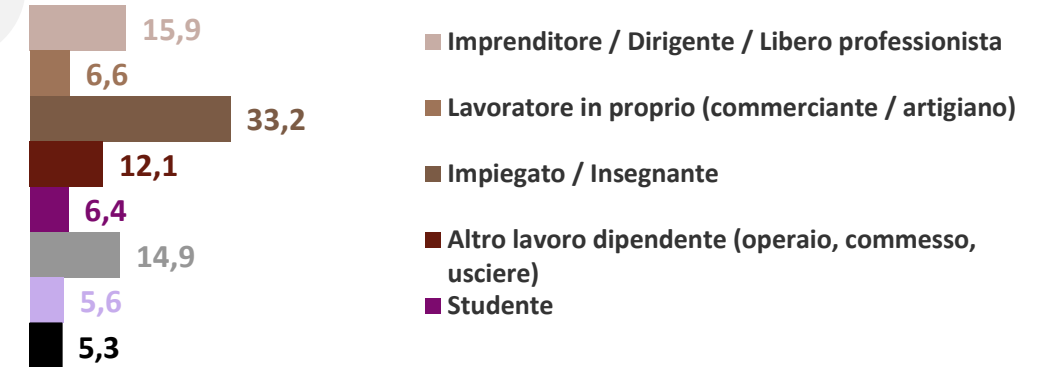 15,9
6,6
33,2
12,1
6,4
14,9
5,6
5,3
Imprenditore / Dirigente / Libero professionista
Lavoratore in proprio (commerciante / artigiano)
Impiegato / Insegnante
Altro lavoro dipendente (operaio, commesso,
usciere)
Studente